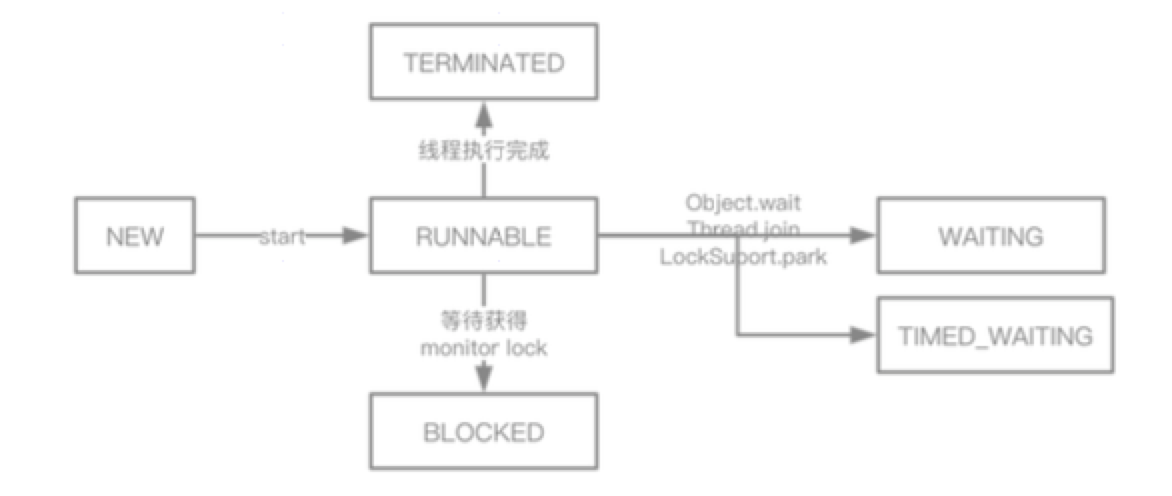 TERMINATED
线程执行完成
NEW
start
RUNNABLE
Object.wait
Thread.join
LockSuport.park
WAITING
TIMED_WAITING
等待获得
monitor lock
BLOCKED